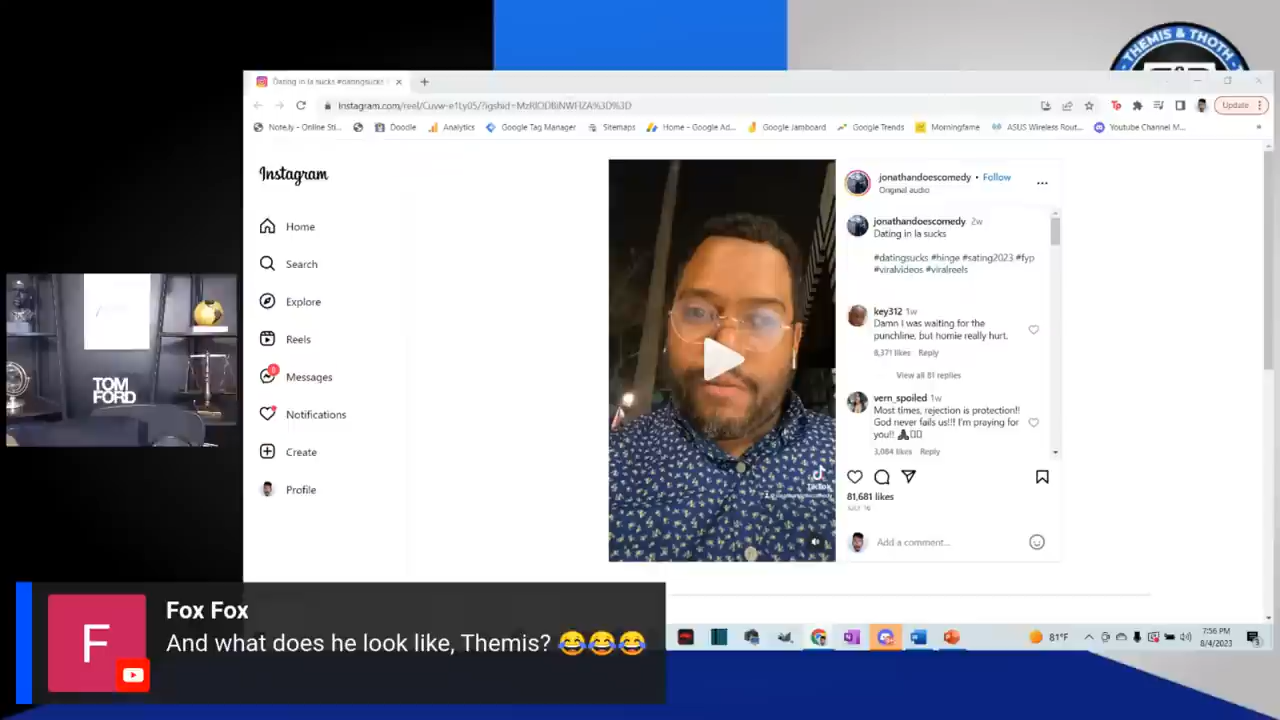 THEMIS & THOTH
Dating in la sucks #datingsucks
Instagram.com/reel/
Update
Note.ly - Online Sti...
Doodle
Analytics
Google Tag Manager
Sitemaps
Home - Google Ad...
Google Jamboard
Google Trends
Morningfame
ASUS Wireless Rout...
Youtube Channel M...
Instagram
Home
Search
Explore
Reels
Messages
Notifications
Create
Profile
TOM
FORD
TikTok
jonathandoescomedy • Follow
Original audio
jonathandoescomedy 2w
Dating in la sucks
#datingsucks #hinge #sating2023 #fyp
#viralvideos #viralreels
key312 1w
Damn I was waiting for the
punchline, but homie really hurt.
8,371 likes Reply
View all 81 replies
vern_spoiled 1w
Most times, rejection is protection!!
God never fails us!!! I'm praying for
you!!
3,084 likes Reply
81,681 likes
JULY 16
Add a comment...
F
Fox Fox
And what does he look like, Themis? 😂😂😂
81°F
7:56 PM
8/4/2023